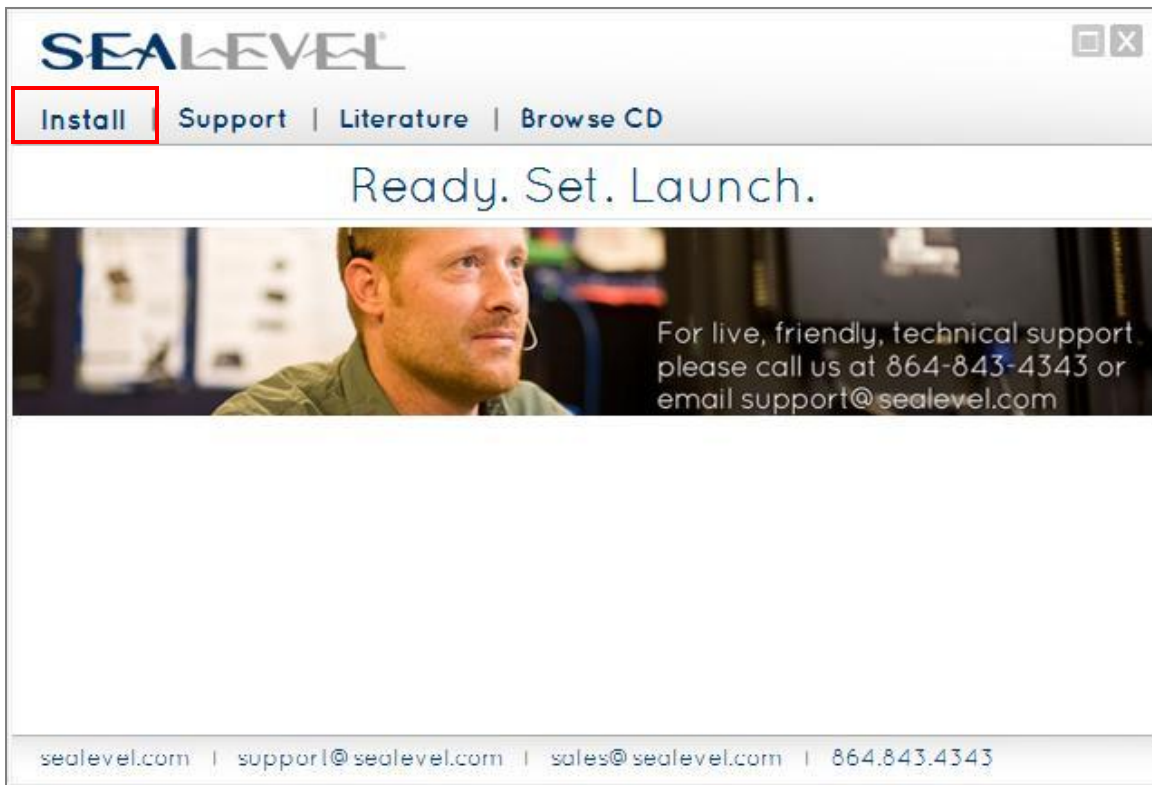 SEALEVEL
Install | Support | Literature | Browse CD
Ready. Set. Launch.
For live, friendly, technical support
please call us at 864-843-4343 or
email support@sealevel.com
sealevel.com | support@sealevel.com | sales@sealevel.com | 864.843.4343